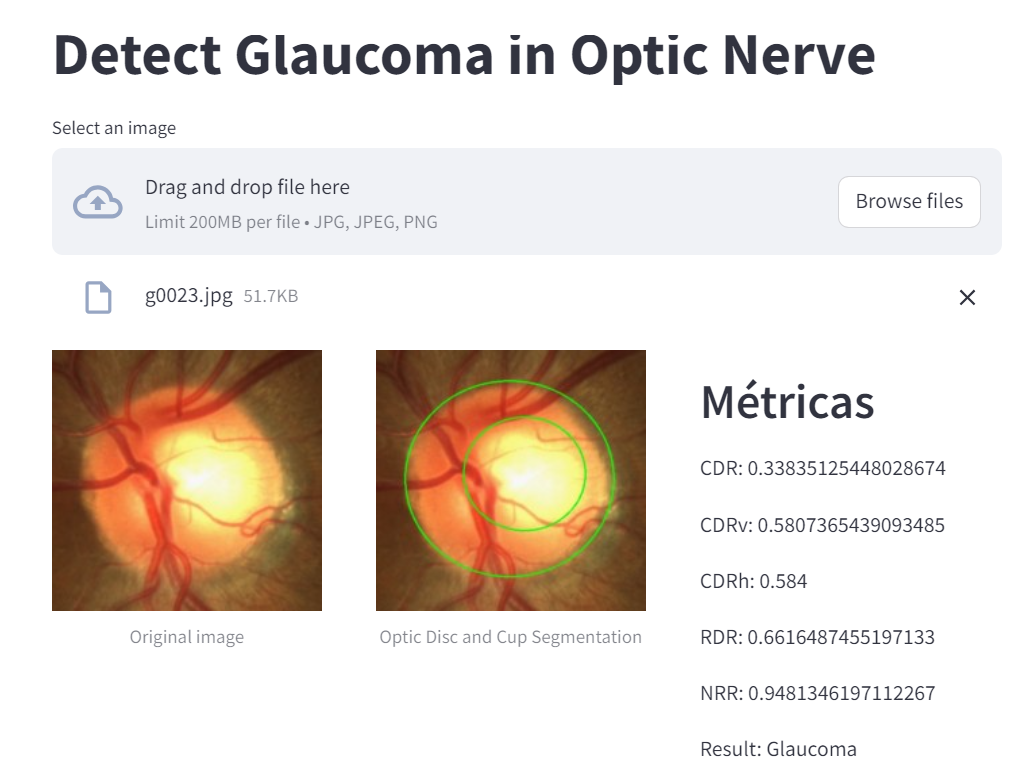 Detect Glaucoma in Optic Nerve
Select an image
Drag and drop file here
Limit 200MB per file • JPG, JPEG, PNG
Browse files
g0023.jpg 51.7KB
Original image
Optic Disc and Cup Segmentation
Métricas
CDR: 0.33835125448028674
CDRv: 0.5807365439093485
CDRh: 0.584
RDR: 0.6616487455197133
NRR: 0.9481346197112267
Result: Glaucoma